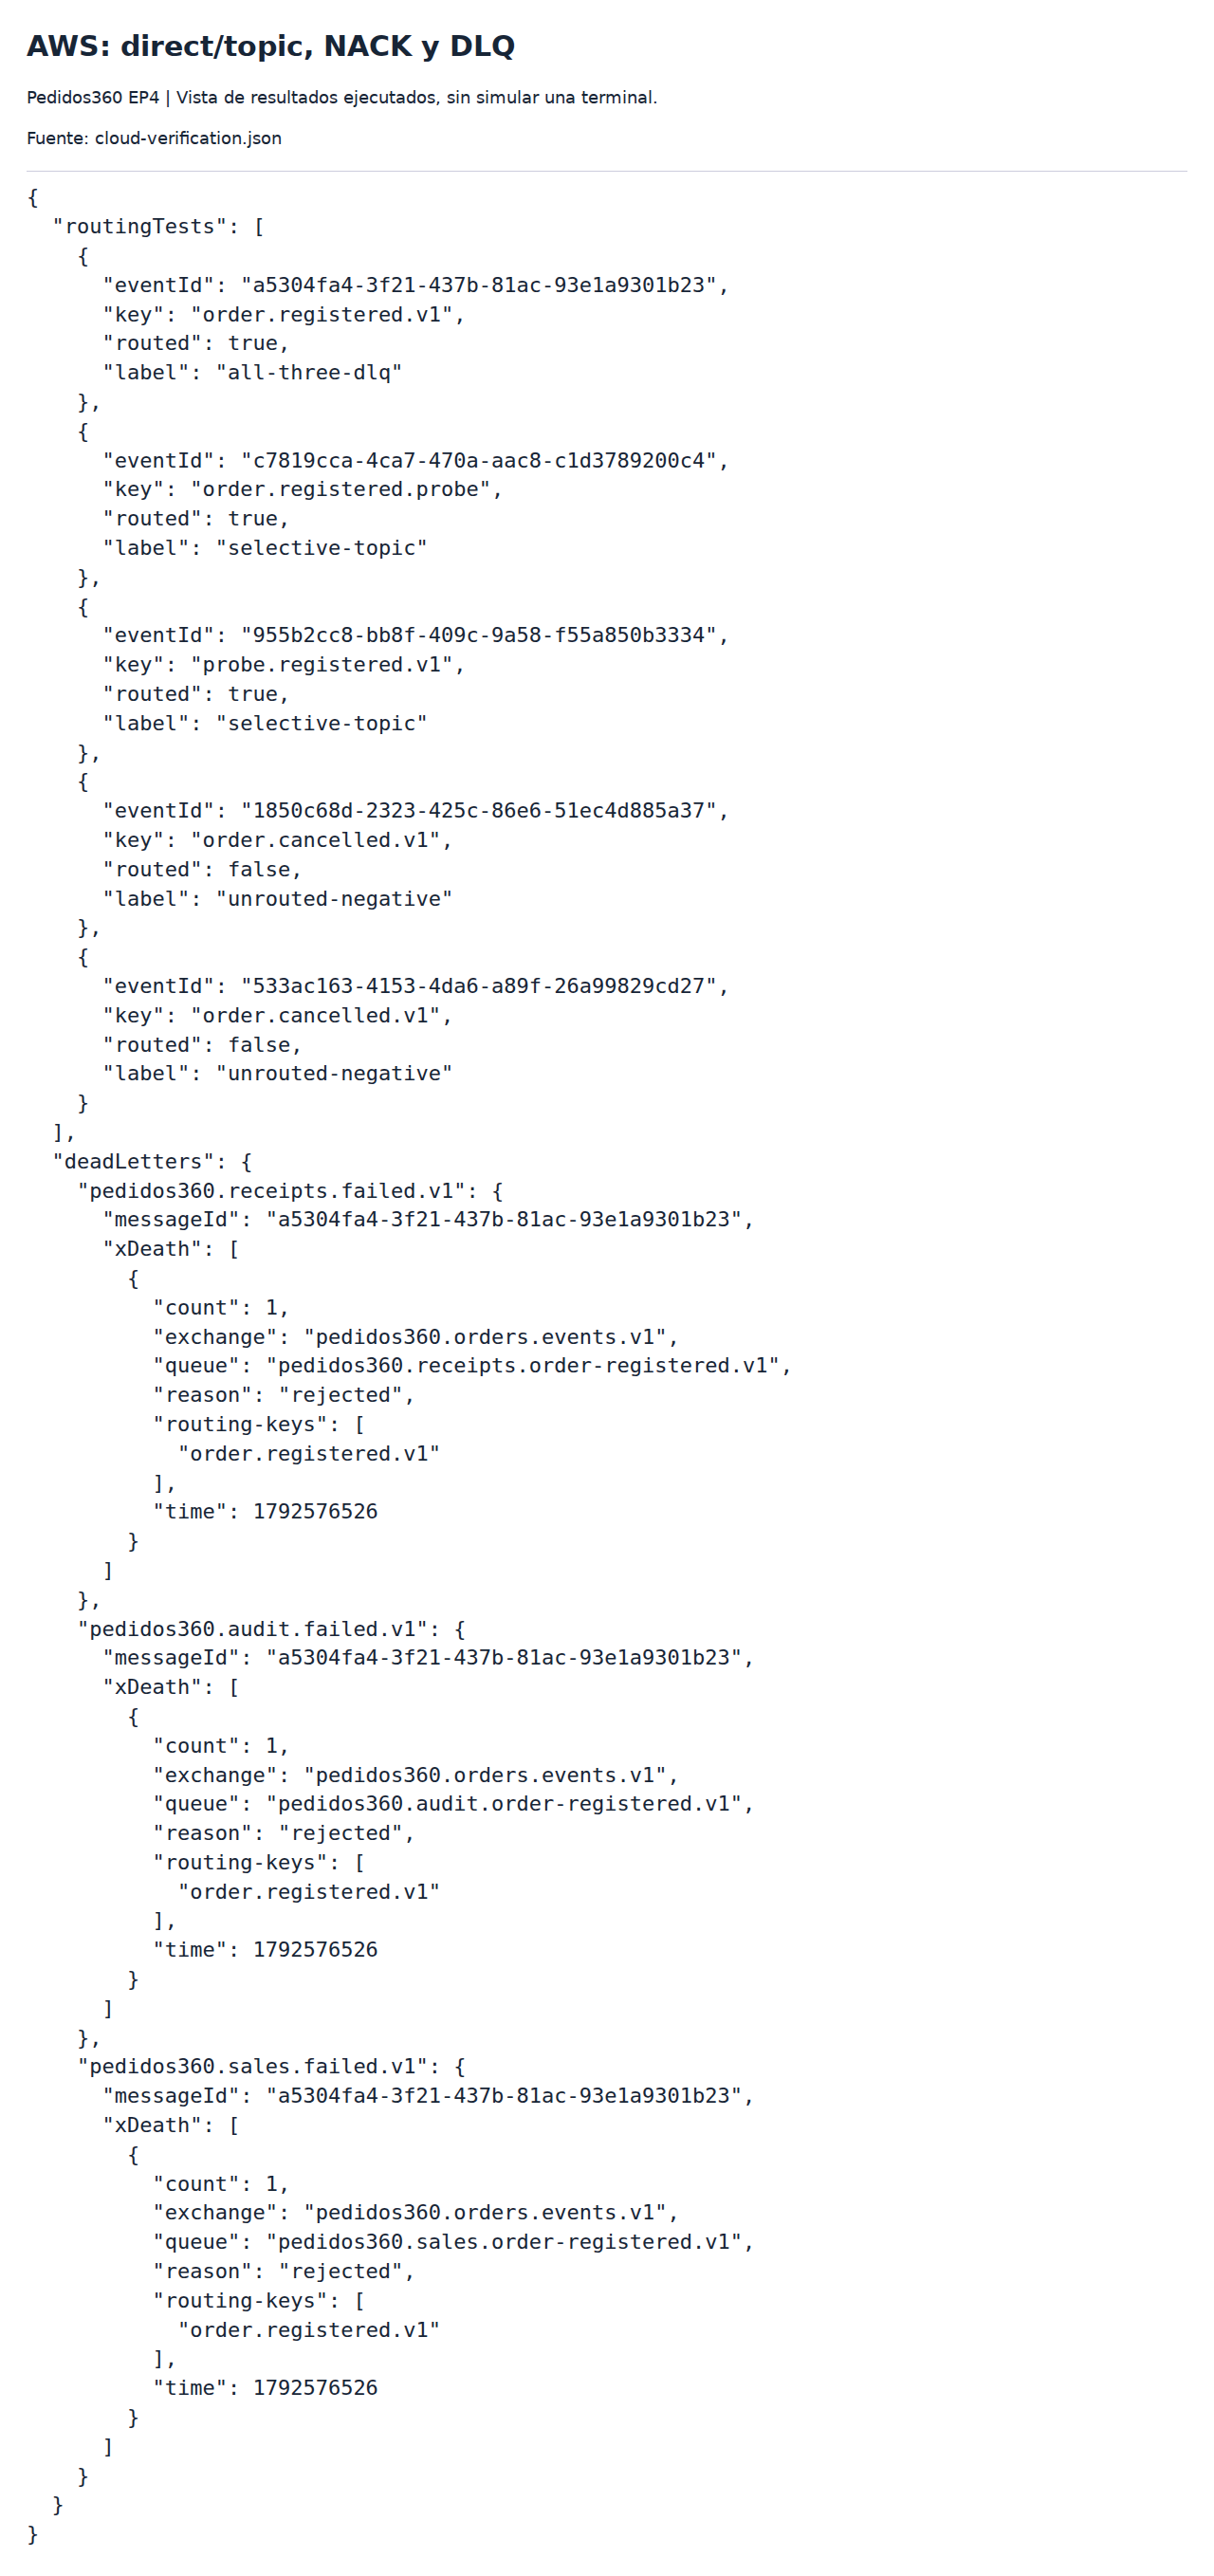 AWS: direct/topic, NACK y DLQ
Pedidos360 EP4 | Vista de resultados ejecutados, sin simular una terminal.
Fuente: cloud-verification.json
{
  "routingTests": [
    {
      "eventId": "a5304fa4-3f21-437b-81ac-93e1a9301b23",
      "key": "order.registered.v1",
      "routed": true,
      "label": "all-three-dlq"
    },
    {
      "eventId": "c7819cca-4ca7-470a-aac8-c1d3789200c4",
      "key": "order.registered.probe",
      "routed": true,
      "label": "selective-topic"
    },
    {
      "eventId": "955b2cc8-bb8f-409c-9a58-f55a850b3334",
      "key": "probe.registered.v1",
      "routed": true,
      "label": "selective-topic"
    },
    {
      "eventId": "1850c68d-2323-425c-86e6-51ec4d885a37",
      "key": "order.cancelled.v1",
      "routed": false,
      "label": "unrouted-negative"
    },
    {
      "eventId": "533ac163-4153-4da6-a89f-26a99829cd27",
      "key": "order.cancelled.v1",
      "routed": false,
      "label": "unrouted-negative"
    }
  ],
  "deadLetters": {
    "pedidos360.receipts.failed.v1": {
      "messageId": "a5304fa4-3f21-437b-81ac-93e1a9301b23",
      "xDeath": [
        {
          "count": 1,
          "exchange": "pedidos360.orders.events.v1",
          "queue": "pedidos360.receipts.order-registered.v1",
          "reason": "rejected",
          "routing-keys": [
            "order.registered.v1"
          ],
          "time": 1792576526
        }
      ]
    },
    "pedidos360.audit.failed.v1": {
      "messageId": "a5304fa4-3f21-437b-81ac-93e1a9301b23",
      "xDeath": [
        {
          "count": 1,
          "exchange": "pedidos360.orders.events.v1",
          "queue": "pedidos360.audit.order-registered.v1",
          "reason": "rejected",
          "routing-keys": [
            "order.registered.v1"
          ],
          "time": 1792576526
        }
      ]
    },
    "pedidos360.sales.failed.v1": {
      "messageId": "a5304fa4-3f21-437b-81ac-93e1a9301b23",
      "xDeath": [
        {
          "count": 1,
          "exchange": "pedidos360.orders.events.v1",
          "queue": "pedidos360.sales.order-registered.v1",
          "reason": "rejected",
          "routing-keys": [
            "order.registered.v1"
          ],
          "time": 1792576526
        }
      ]
    }
  }
}